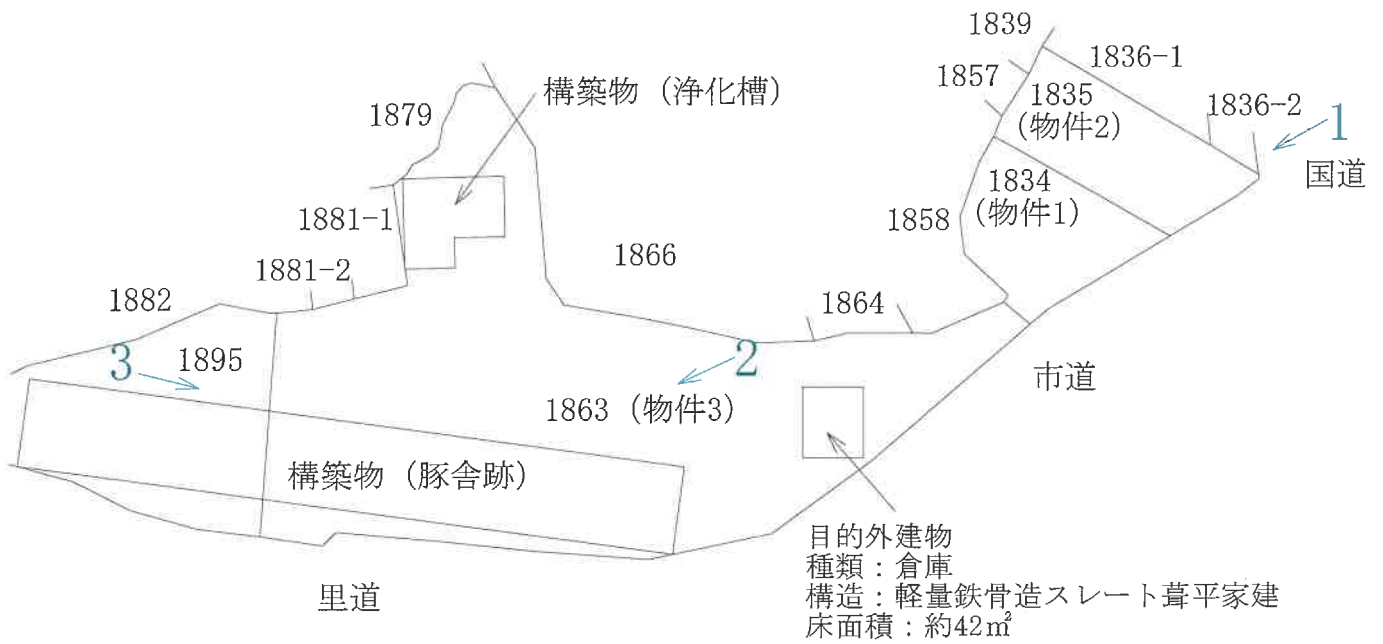 1839
1836-1
1857
構築物（浄化槽）
1835
（物件2）
1836-2
1
国道
1879
1834
（物件1）
1881-1
1858
1866
1881-2
1882
1864
3
1895
2
市道
1863（物件3）
構築物（豚舎跡）
目的外建物
種類：倉庫
構造：軽量鉄骨造スレート葺平家建
床面積：約42㎡
里道